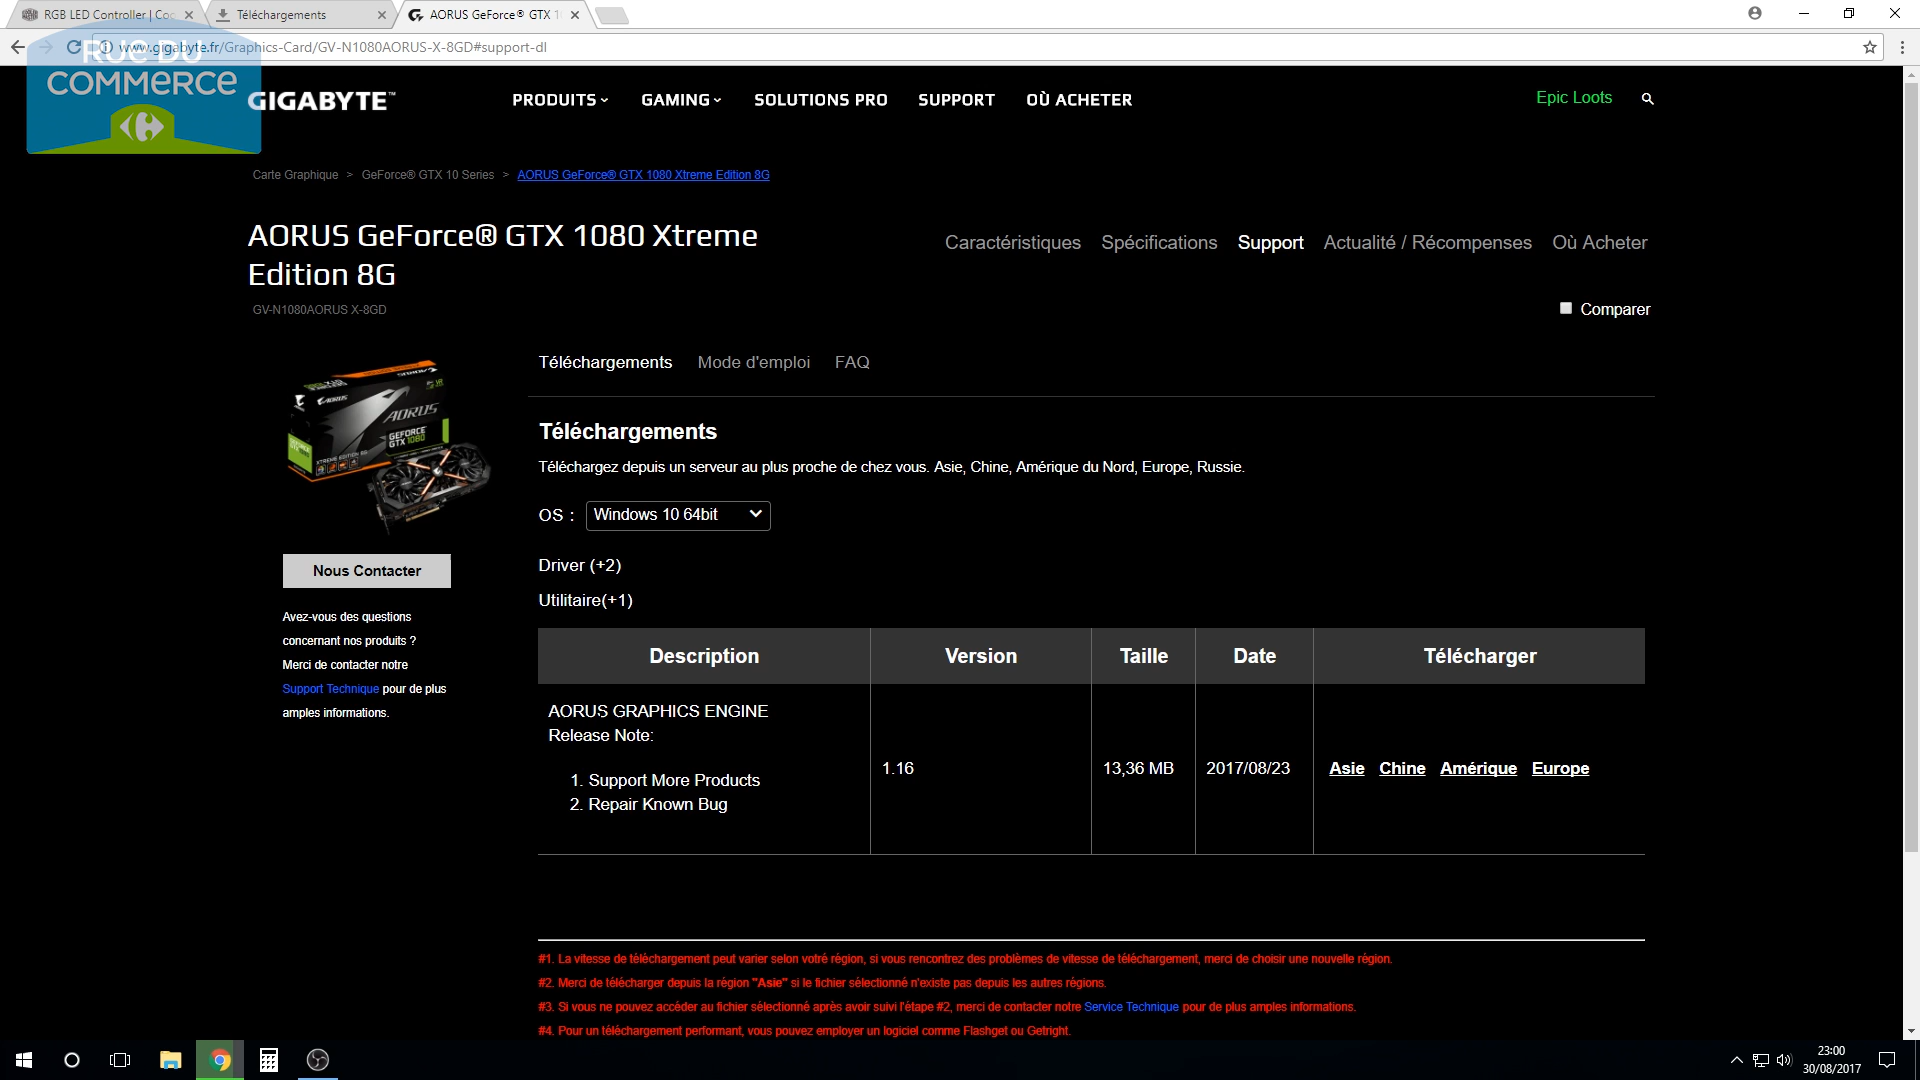 RGB LED Controller | Coo
Téléchargements
AORUS GeForce® GTX 1
www.gigabyte.fr/Graphics-Card/GV-N1080AORUS-X-8GD#support-dl
RUE DU
COMMERCE
GIGABYTE™
PRODUITS
GAMING
SOLUTIONS PRO
SUPPORT
OÙ ACHETER
Epic Loots
Carte Graphique > GeForce® GTX 10 Series > AORUS GeForce® GTX 1080 Xtreme Edition 8G
AORUS GeForce® GTX 1080 Xtreme
Edition 8G
GV-N1080AORUS X-8GD
Caractéristiques
Spécifications
Support
Actualité / Récompenses
Où Acheter
Comparer
AORUS
AORUS
GEFORCE
GTX 1080
Nous Contacter
Avez-vous des questions
concernant nos produits ?
Merci de contacter notre
Support Technique pour de plus
amples informations.
Téléchargements
Mode d'emploi
FAQ
Téléchargements
Téléchargez depuis un serveur au plus proche de chez vous. Asie, Chine, Amérique du Nord, Europe, Russie.
OS : Windows 10 64bit
Driver (+2)
Utilitaire(+1)
Description Version Taille Date Télécharger
AORUS GRAPHICS ENGINE
Release Note:
1. Support More Products
2. Repair Known Bug
1.16
13,36 MB
2017/08/23
Asie Chine Amérique Europe
#1. La vitesse de téléchargement peut varier selon votré région, si vous rencontrez des problèmes de vitesse de téléchargement, merci de choisir une nouvelle région.
#2. Merci de télécharger depuis la région "Asie" si le fichier sélectionné n'existe pas depuis les autres régions.
#3. Si vous ne pouvez accéder au fichier sélectionné après avoir suivi l'étape #2, merci de contacter notre Service Technique pour de plus amples informations.
#4. Pour un téléchargement performant, vous pouvez employer un logiciel comme Flashget ou Getright.
23:00
30/08/2017